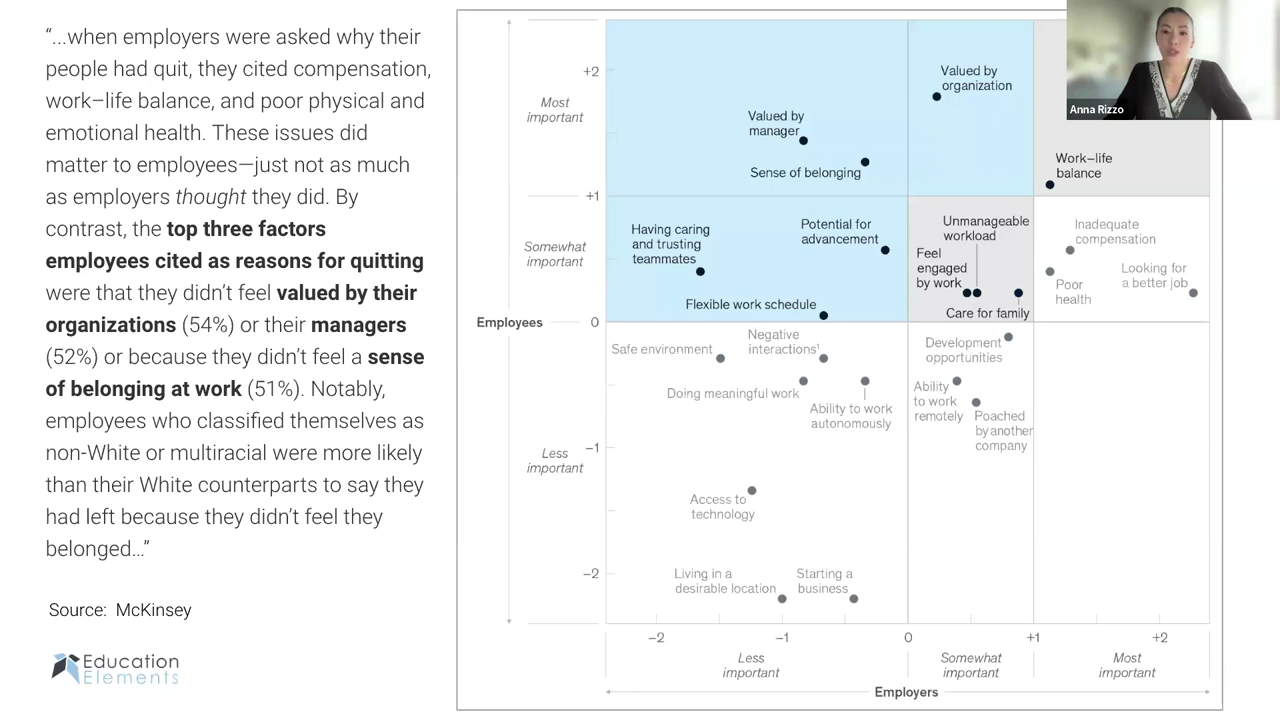 “...when employers were asked why their
people had quit, they cited compensation,
work–life balance, and poor physical and
emotional health. These issues did
matter to employees—just not as much
as employers thought they did. By
contrast, the top three factors
employees cited as reasons for quitting
were that they didn’t feel valued by their
organizations (54%) or their managers
(52%) or because they didn’t feel a sense
of belonging at work (51%). Notably,
employees who classified themselves as
non-White or multiracial were more likely
than their White counterparts to say they
had left because they didn’t feel they
belonged…”
Source: McKinsey
Education
Elements
Employees
+2
Most
important
+1
Somewhat
important
0
−1
Less
important
−2
Valued by
organization
Valued by
manager
Sense of belonging
Work–life
balance
Having caring
and trusting
teammates
Potential for
advancement
Flexible work schedule
Unmanageable
workload
Feel
engaged
by work
Care for family
Inadequate
compensation
Poor
health
Looking for
a better job
Safe environment
Negative
interactions¹
Doing meaningful work
Ability to work
autonomously
Development
opportunities
Ability
to work
remotely
Poached
by another
company
Access to
technology
Living in a
desirable location
Starting a
business
−2
−1
0
+1
+2
Less
important
Somewhat
important
Most
important
Employers
Anna Rizzo